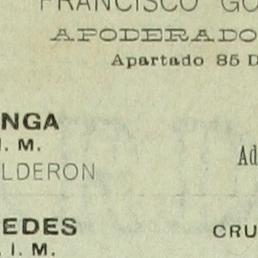 FRANCISCO GO
APODERADO
Apartado 85 D
NGA
I. M.
LDERON
Ad
EDES
. I. M.
CRU